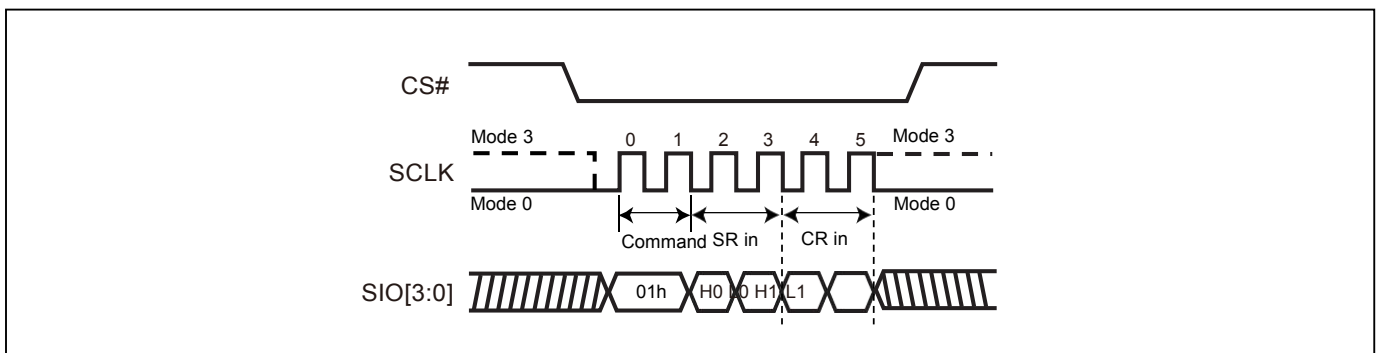 CS#
Mode 3 0 1 2 3 4 5 Mode 3
SCLK
Mode 0 Mode 0
Command SR in CR in
SIO[3:0] 01h H0 L0 H1 L1